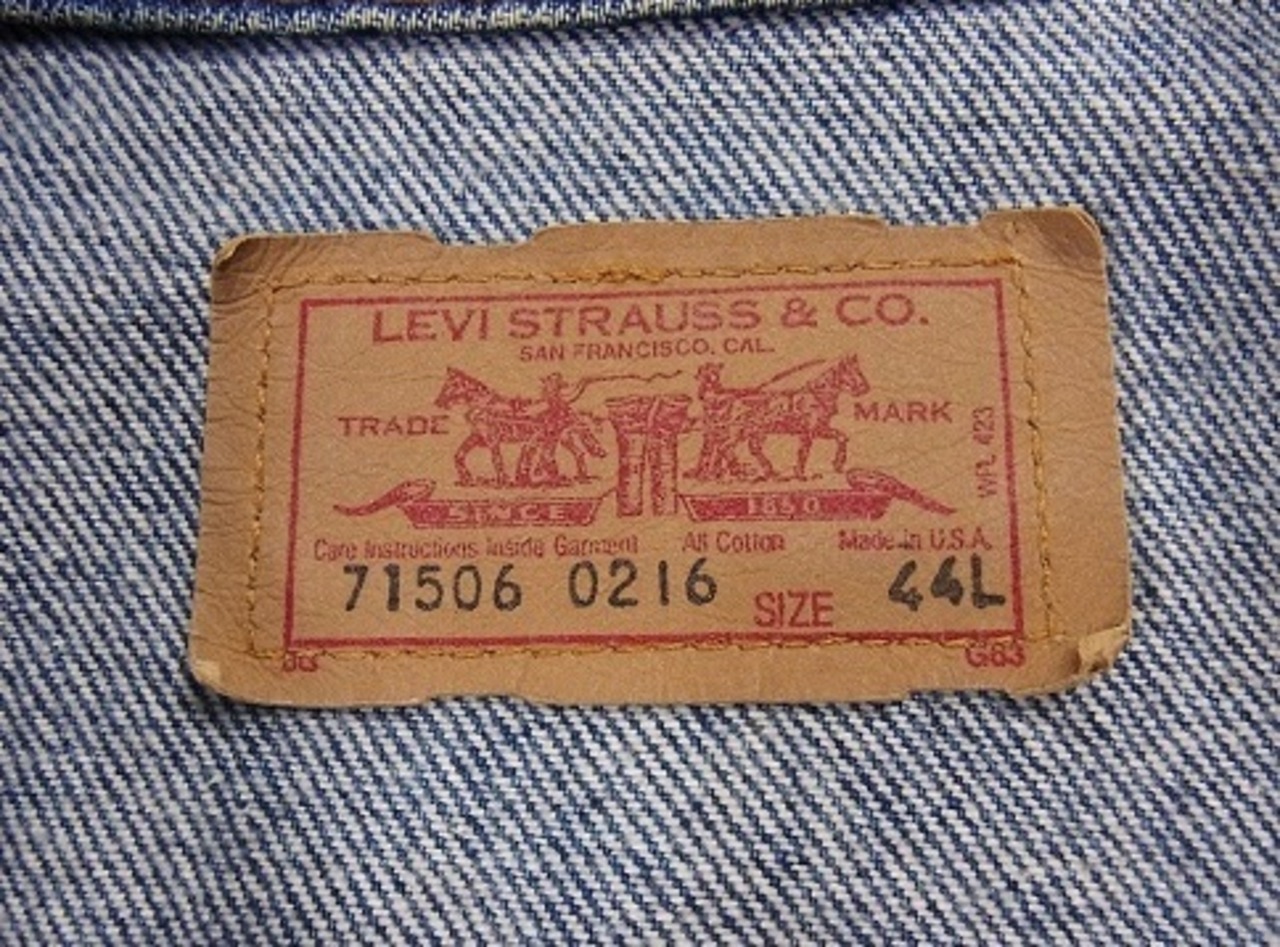 LEVI STRAUSS & CO.
SAN FRANCISCO, CAL.
TRADE MARK
WPL 423
SINCE 1850
Care Instructions Inside Garment All Cotton Made in U.S.A.
71506 0216 SIZE 44L
G63